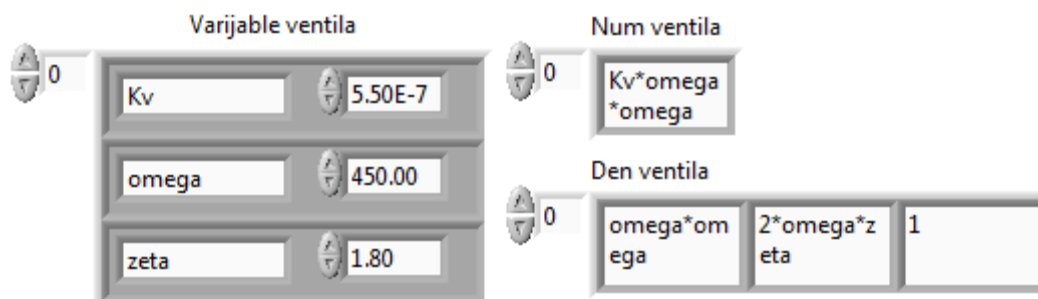 Varijable ventila
0
Kv
5.50E-7
omega
450.00
zeta
1.80
Num ventila
0
Kv*omega
*omega
Den ventila
0
omega*om
ega
2*omega*z
eta
1